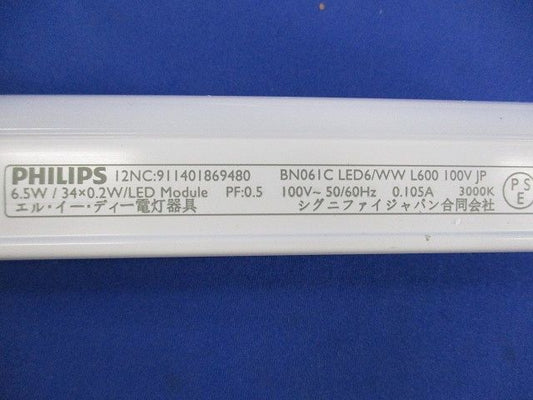 PHILIPS 12NC:911401869480 BN061C LED6/WW L600 100V JP
6.5W / 34×0.2W/LED Module PF:0.5 100V~ 50/60Hz 0.105A 3000K
エル・イー・ディー電灯器具 シグニファイジャパン合同会社
PS
E